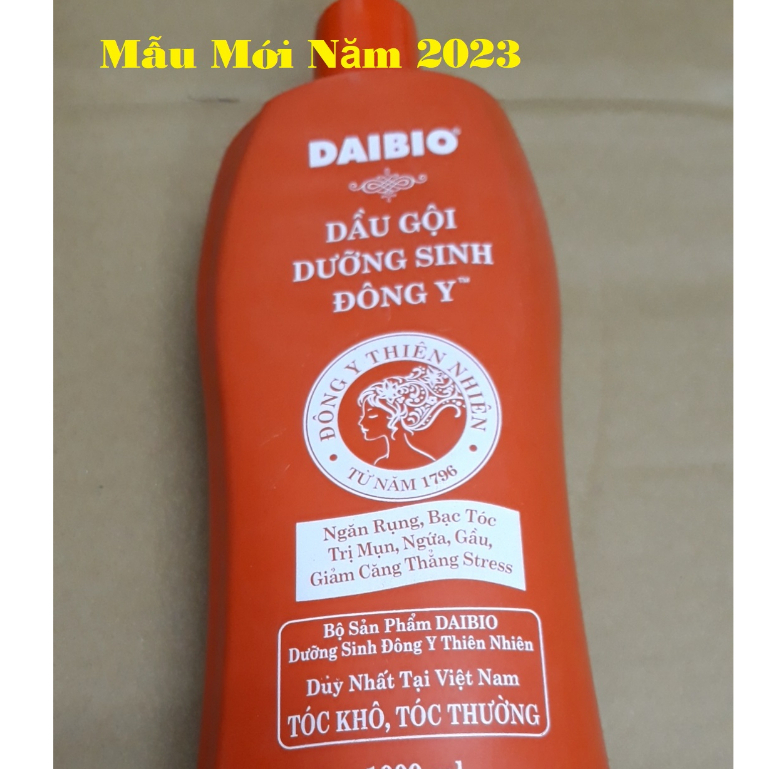 Mẫu Mới Năm 2023
DAIBIO®
DẦU GỘI
DƯỠNG SINH
ĐÔNG Y™
ĐÔNG Y THIÊN NHIÊN
TỪ NĂM 1796
Ngăn Rụng, Bạc Tóc
Trị Mụn, Ngứa, Gầu,
Giảm Căng Thẳng Stress
Bộ Sản Phẩm DAIBIO
Dưỡng Sinh Đông Y Thiên Nhiên
Duy Nhất Tại Việt Nam
TÓC KHÔ, TÓC THƯỜNG